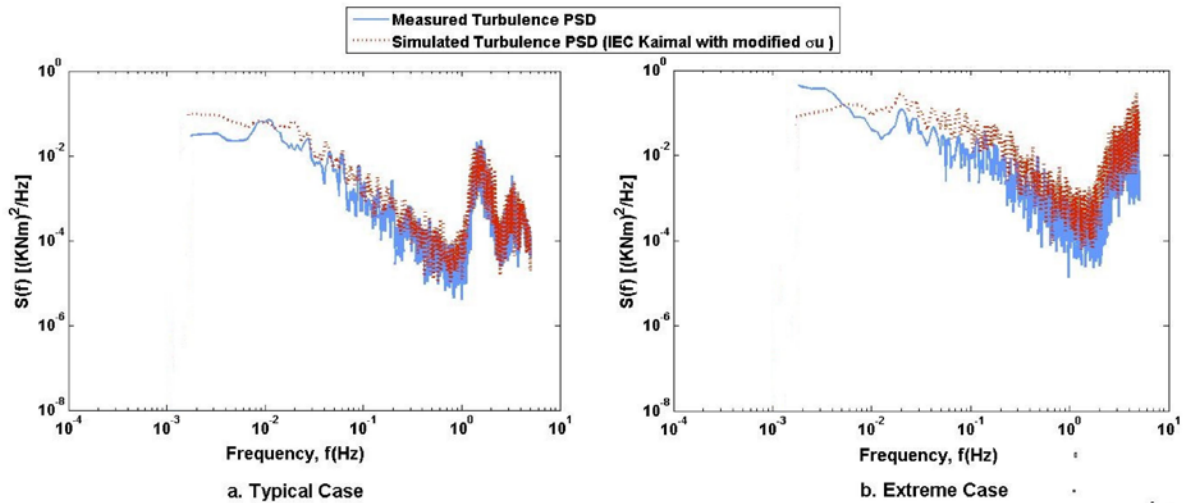 Measured Turbulence PSD
Simulated Turbulence PSD (IEC Kaimal with modified σu )
10^0
10^-2
10^-4
10^-6
10^-8
S(f) [(KNm)^2/Hz]
10^-4 10^-3 10^-2 10^-1 10^0 10^1
Frequency, f(Hz)
a. Typical Case
10^0
10^-2
10^-4
10^-6
10^-8
S(f) [(KNm)^2/Hz]
10^-4 10^-3 10^-2 10^-1 10^0 10^1
Frequency, f(Hz)
b. Extreme Case